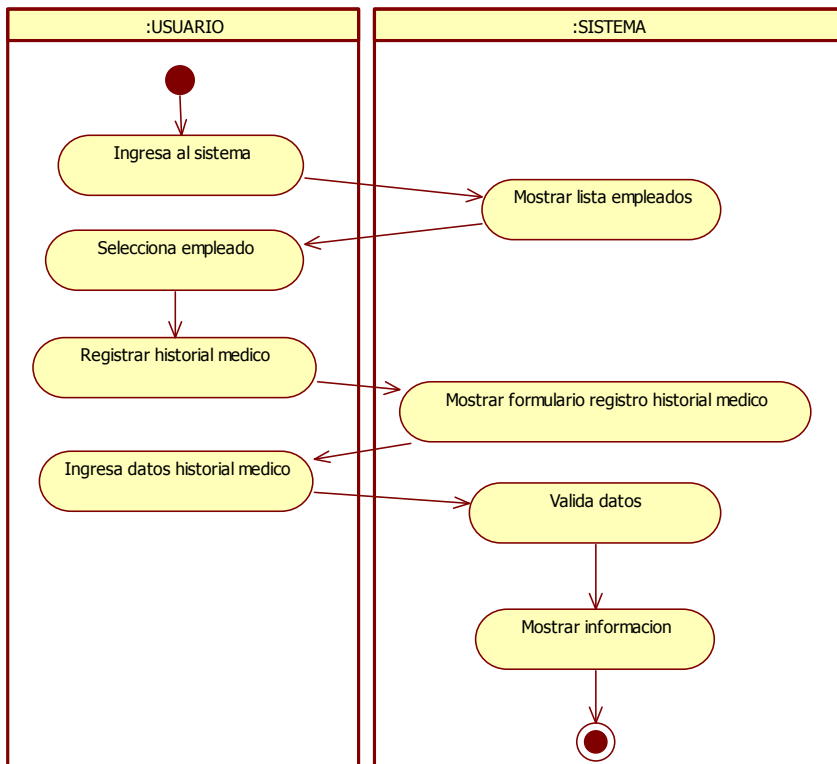 :USUARIO
:SISTEMA
Ingresa al sistema
Mostrar lista empleados
Selecciona empleado
Registrar historial medico
Mostrar formulario registro historial medico
Ingresa datos historial medico
Valida datos
Mostrar informacion